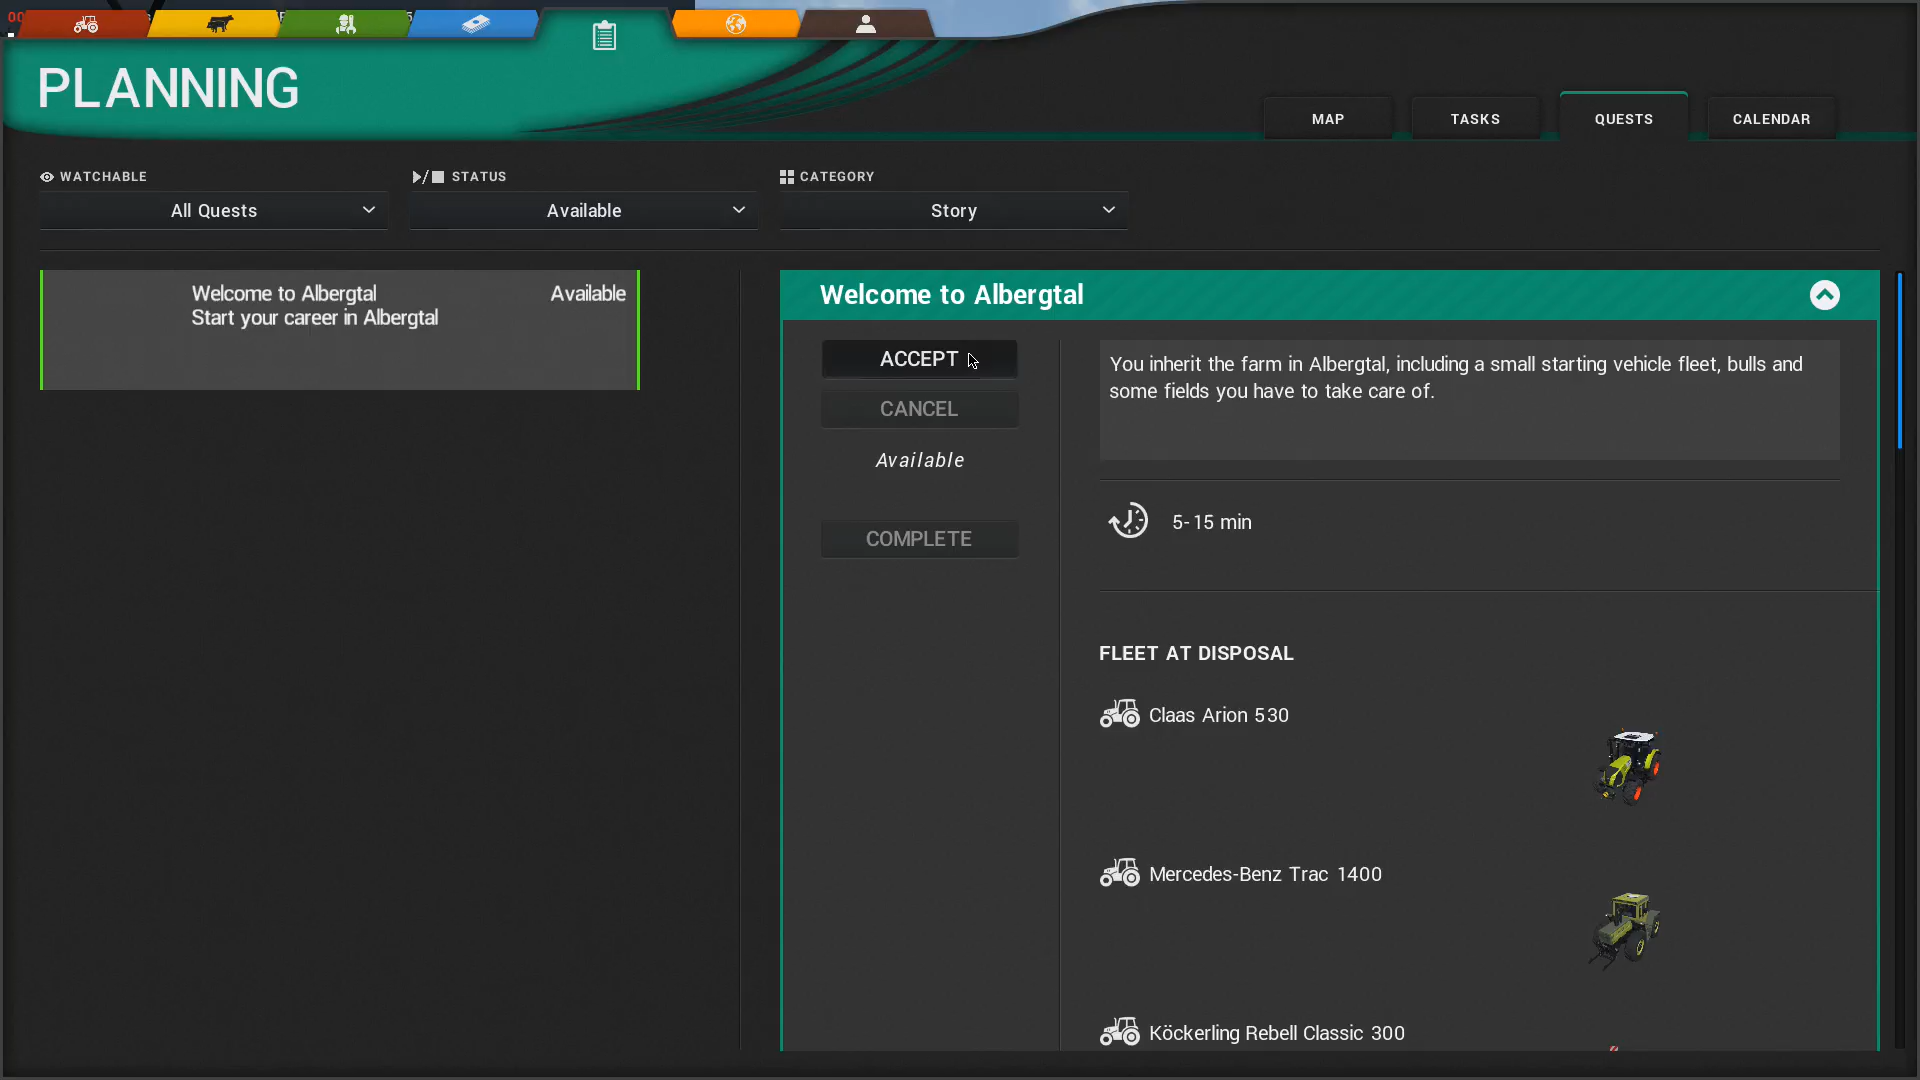 PLANNING
MAP
TASKS
QUESTS
CALENDAR
WATCHABLE
STATUS
CATEGORY
All Quests
Available
Story
Welcome to Albergtal
Available
Start your career in Albergtal
Welcome to Albergtal
ACCEPT
CANCEL
Available
COMPLETE
You inherit the farm in Albergtal, including a small starting vehicle fleet, bulls and
some fields you have to take care of.
5-15 min
FLEET AT DISPOSAL
Claas Arion 530
Mercedes-Benz Trac 1400
Köckerling Rebell Classic 300